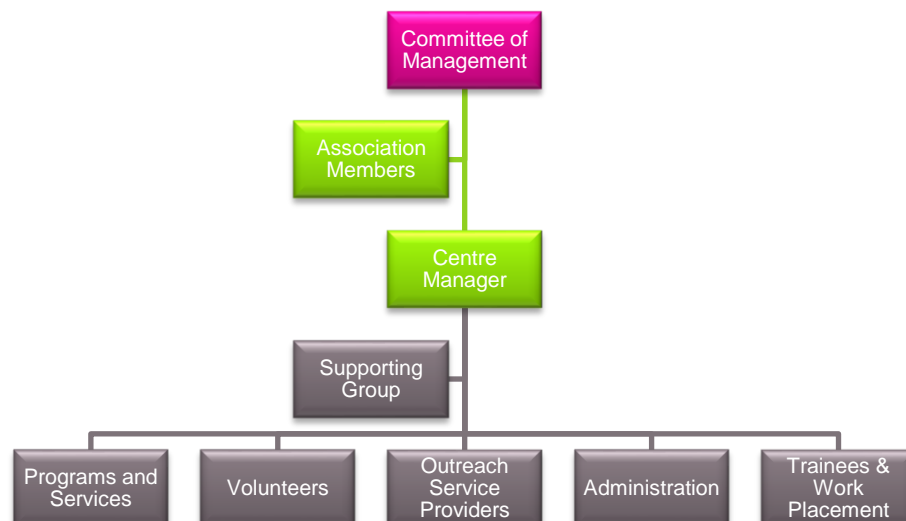 Committee of
Management
Association
Members
Centre
Manager
Supporting
Group
Programs and
Services
Volunteers
Outreach
Service
Providers
Administration
Trainees &
Work
Placement